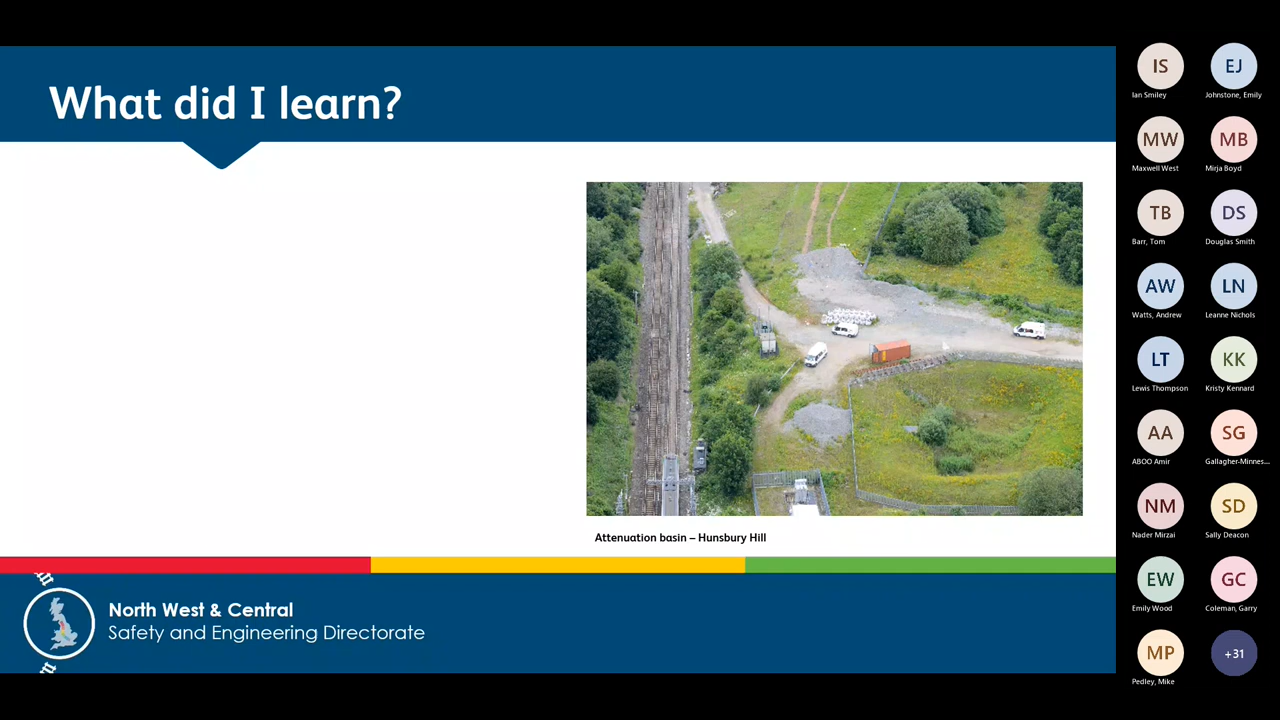 What did I learn?
Attenuation basin – Hunsbury Hill
North West & Central
Safety and Engineering Directorate
IS
Ian Smiley
EJ
Johnstone, Emily
MW
Maxwell West
MB
Mirja Boyd
TB
Barr, Tom
DS
Douglas Smith
AW
Watts, Andrew
LN
Leanne Nichols
LT
Lewis Thompson
KK
Kristy Kennard
AA
ABOO Amir
SG
Gallagher-Minnes...
NM
Nader Mirzai
SD
Sally Deacon
EW
Emily Wood
GC
Coleman, Garry
MP
Pedley, Mike
+31